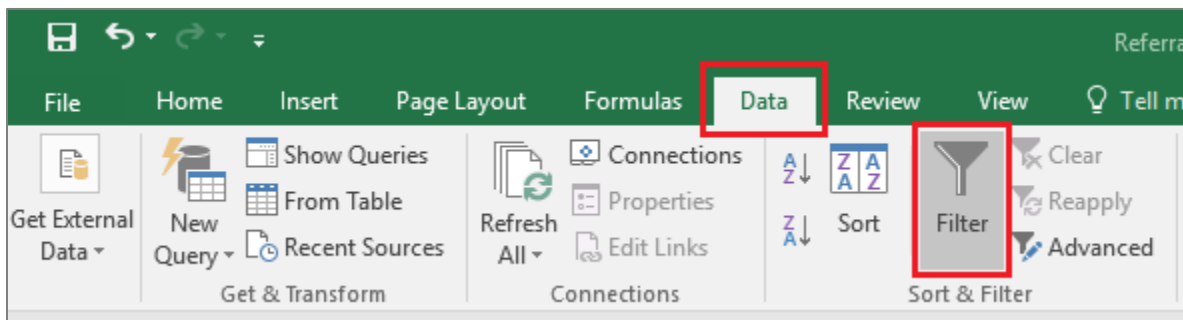 Referra
File Home Insert Page Layout Formulas Data Review View Tell m
Get External
Data
New
Query
Show Queries
From Table
Recent Sources
Get & Transform
Refresh
All
Connections
Properties
Edit Links
Connections
A
Z
Z
A
Z A
A Z
Sort
Filter
Clear
Reapply
Advanced
Sort & Filter